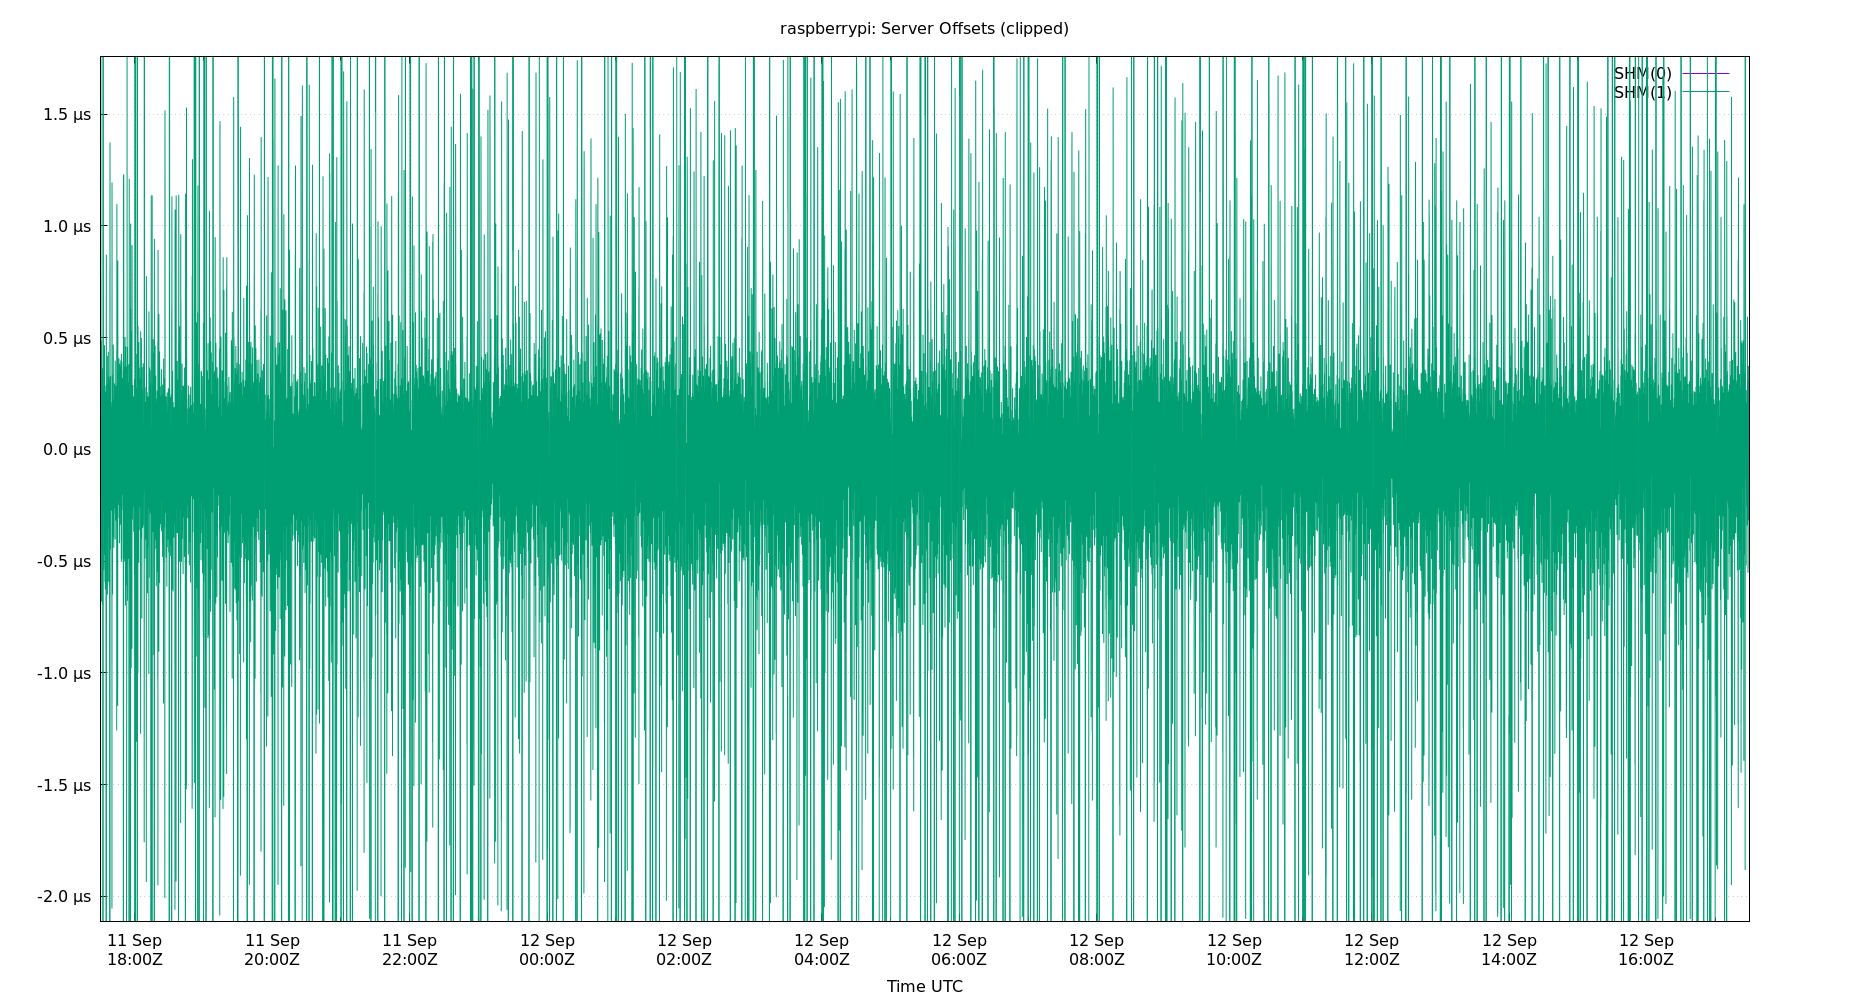 raspberrypi: Server Offsets (clipped)
SHM(0)
SHM(1)
1.5 µs
1.0 µs
0.5 µs
0.0 µs
-0.5 µs
-1.0 µs
-1.5 µs
-2.0 µs
11 Sep 11 Sep 11 Sep 12 Sep 12 Sep 12 Sep 12 Sep 12 Sep 12 Sep 12 Sep 12 Sep 12 Sep
18:00Z 20:00Z 22:00Z 00:00Z 02:00Z 04:00Z 06:00Z 08:00Z 10:00Z 12:00Z 14:00Z 16:00Z
Time UTC